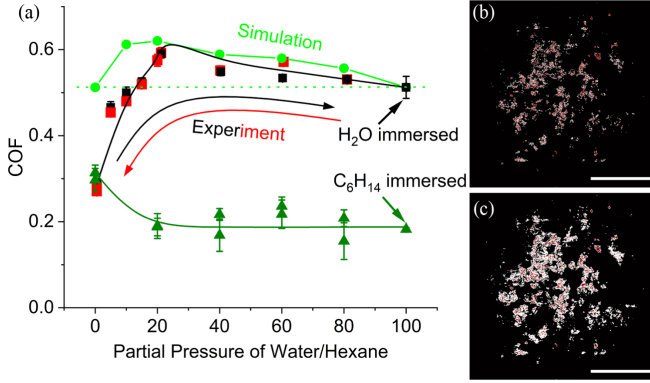 (a)
(b)
(c)
Simulation
Experiment
H₂O immersed
C₆H₁₄ immersed
COF
0.6
0.4
0.2
0.0
0 20 40 60 80 100
Partial Pressure of Water/Hexane